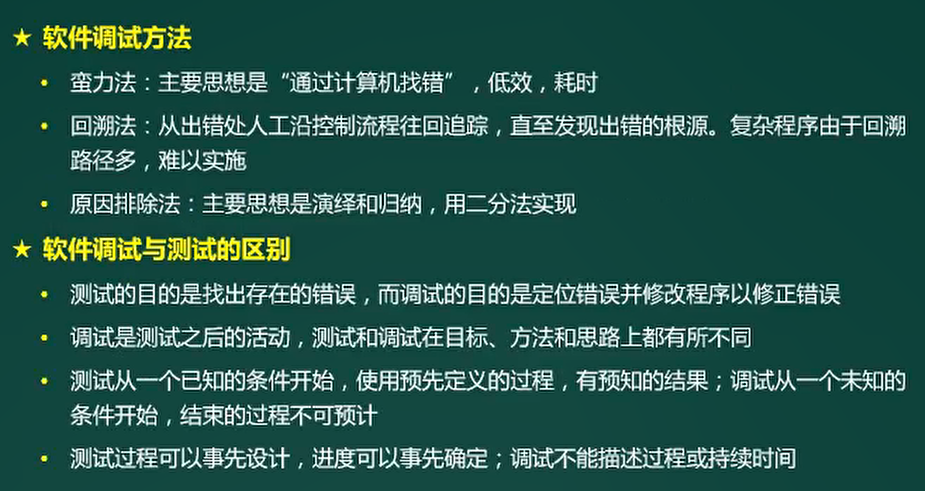 ★ 软件调试方法
• 蛮力法：主要思想是“通过计算机找错”，低效，耗时
• 回溯法：从出错处人工沿控制流程往回追踪，直至发现出错的根源。复杂程序由于回溯
路径多，难以实施
• 原因排除法：主要思想是演绎和归纳，用二分法实现
★ 软件调试与测试的区别
• 测试的目的是找出存在的错误，而调试的目的是定位错误并修改程序以修正错误
• 调试是测试之后的活动，测试和调试在目标、方法和思路上都有所不同
• 测试从一个已知的条件开始，使用预先定义的过程，有预知的结果；调试从一个未知的
条件开始，结束的过程不可预计
• 测试过程可以事先设计，进度可以事先确定；调试不能描述过程或持续时间